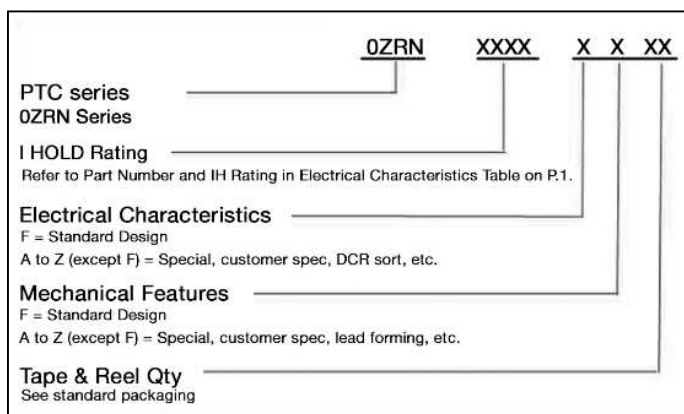 0ZRN XXXX X X XX
PTC series
0ZRN Series
I HOLD Rating
Refer to Part Number and IH Rating in Electrical Characteristics Table on P.1.
Electrical Characteristics
F = Standard Design
A to Z (except F) = Special, customer spec, DCR sort, etc.
Mechanical Features
F = Standard Design
A to Z (except F) = Special, customer spec, lead forming, etc.
Tape & Reel Qty
See standard packaging